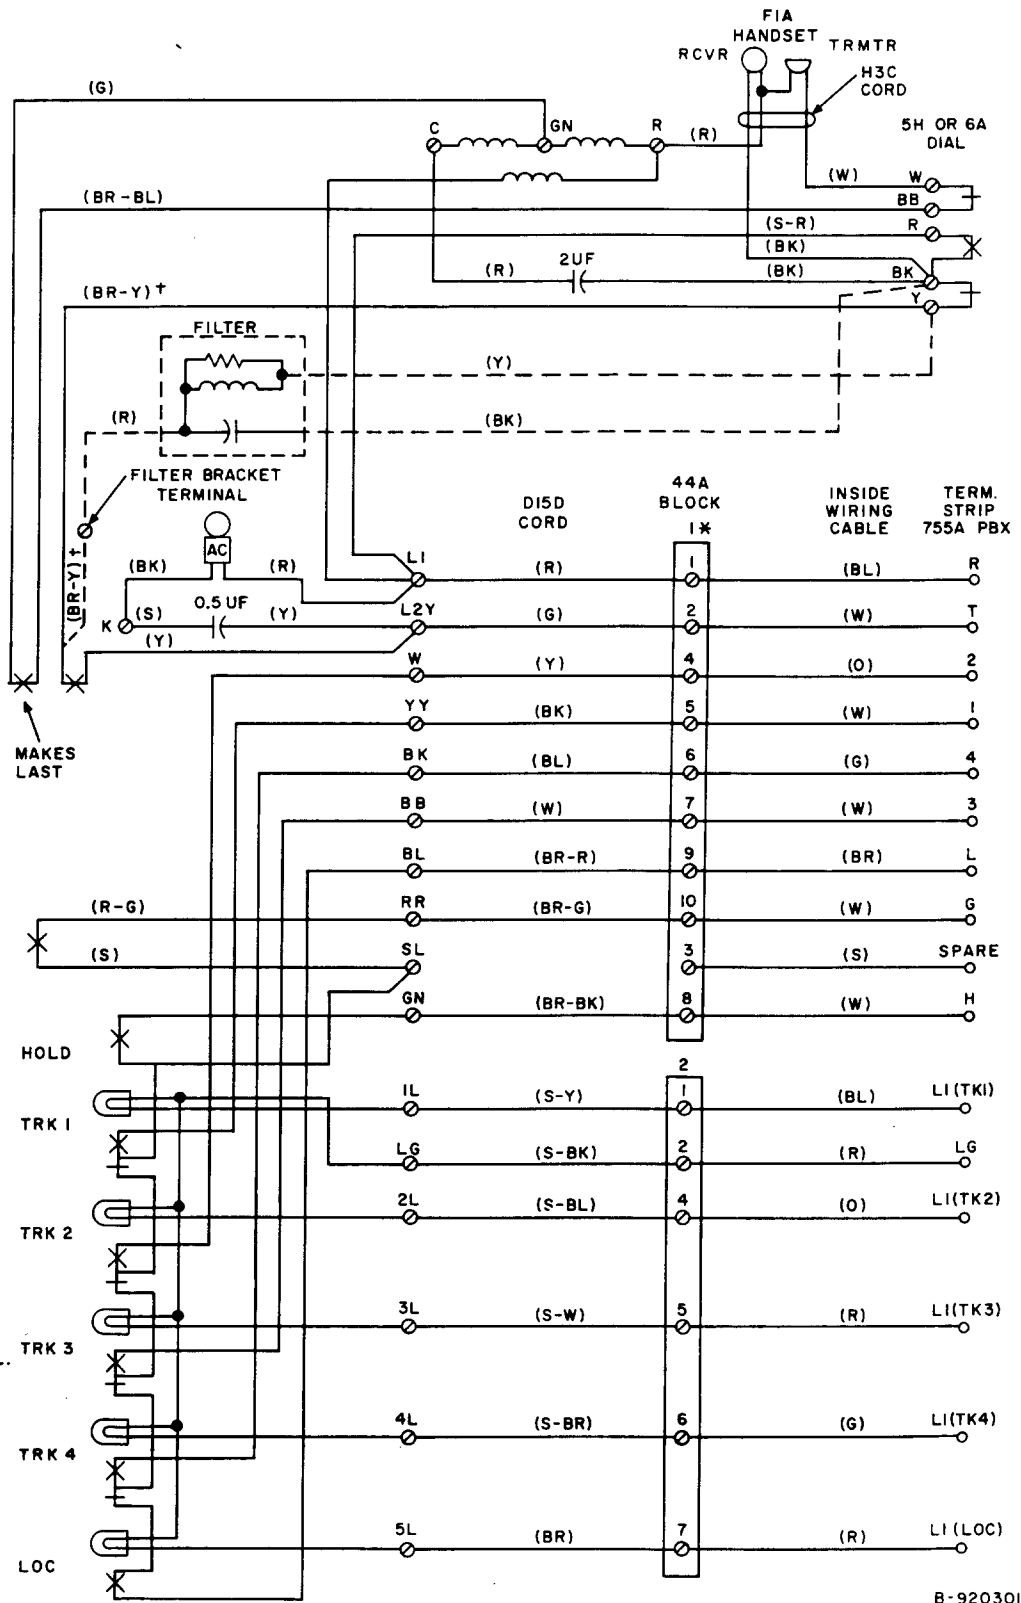 F1A
HANDSET
RCVR
TRMTR
H3C
CORD
(G)
C
GN
R
(R)
5H OR 6A
DIAL
(W)
W
(BR-BL)
BB
(S-R)
R
(BK)
2UF
(R)
(BK)
BK
(BR-Y)†
Y
FILTER
(Y)
(R)
(BK)
FILTER BRACKET
TERMINAL
D15D
CORD
44A
BLOCK
1*
INSIDE
WIRING
CABLE
TERM.
STRIP
755A PBX
AC
(BR-Y)†
(BK)
(R)
L1
(R)
1
(BL)
R
0.5UF
K
(S)
(Y)
L2Y
(G)
2
(W)
T
(Y)
W
(Y)
4
(O)
2
YY
(BK)
5
(W)
1
MAKES
LAST
BK
(BL)
6
(G)
4
BB
(W)
7
(W)
3
BL
(BR-R)
9
(BR)
L
(R-G)
RR
(BR-G)
10
(W)
G
(S)
SL
3
(S)
SPARE
GN
(BR-BK)
8
(W)
H
HOLD
2
1L
(S-Y)
1
(BL)
L1(TK1)
TRK 1
LG
(S-BK)
2
(R)
LG
2L
(S-BL)
4
(O)
L1(TK2)
TRK 2
3L
(S-W)
5
(R)
L1(TK3)
TRK 3
4L
(S-BR)
6
(G)
L1(TK4)
TRK 4
5L
(BR)
7
(R)
L1(LOC)
LOC
B-920301